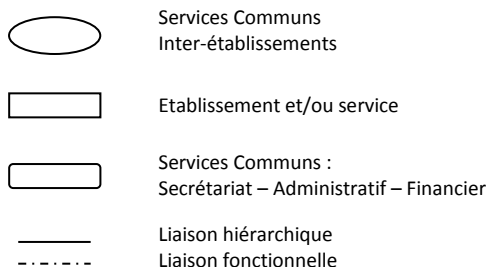 Services Communs
Inter-établissements
Etablissement et/ou service
Services Communs :
Secrétariat – Administratif – Financier
Liaison hiérarchique
Liaison fonctionnelle